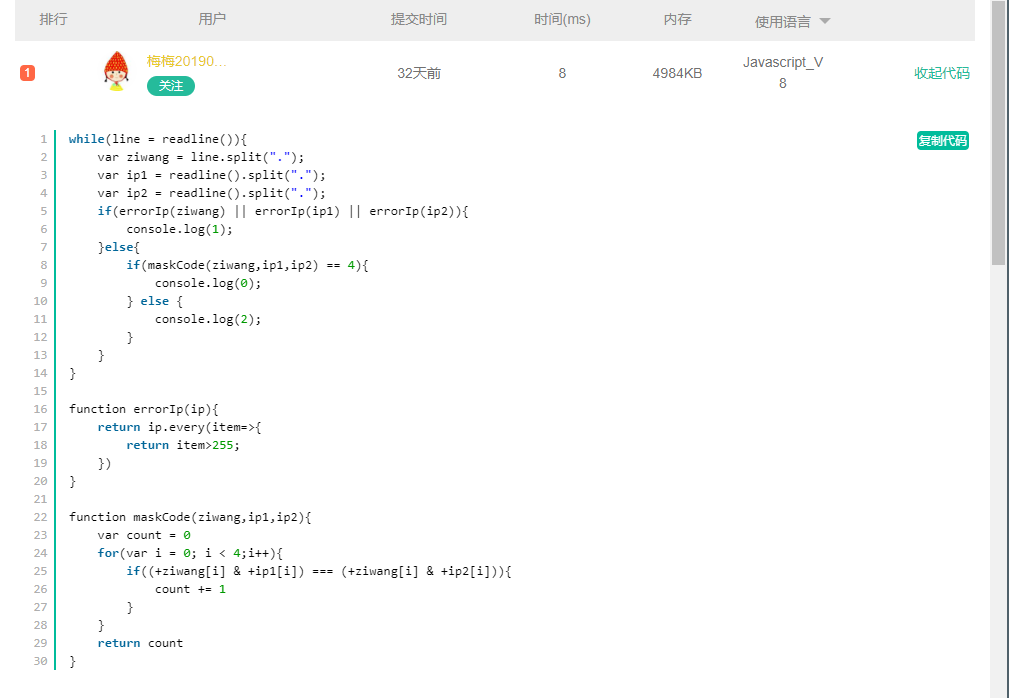 排行 用户 提交时间 时间(ms) 内存 使用语言
1 梅梅20190... 关注 32天前 8 4984KB Javascript_V8 收起代码
复制代码
1 while(line = readline()){
2     var ziwang = line.split(".");
3     var ip1 = readline().split(".");
4     var ip2 = readline().split(".");
5     if(errorIp(ziwang) || errorIp(ip1) || errorIp(ip2)){
6         console.log(1);
7     }else{
8         if(maskCode(ziwang,ip1,ip2) == 4){
9             console.log(0);
10         } else {
11             console.log(2);
12         }
13     }
14 }
15
16 function errorIp(ip){
17     return ip.every(item=>{
18         return item>255;
19     })
20 }
21
22 function maskCode(ziwang,ip1,ip2){
23     var count = 0
24     for(var i = 0; i < 4;i++){
25         if((+ziwang[i] & +ip1[i]) === (+ziwang[i] & +ip2[i])){
26             count += 1
27         }
28     }
29     return count
30 }